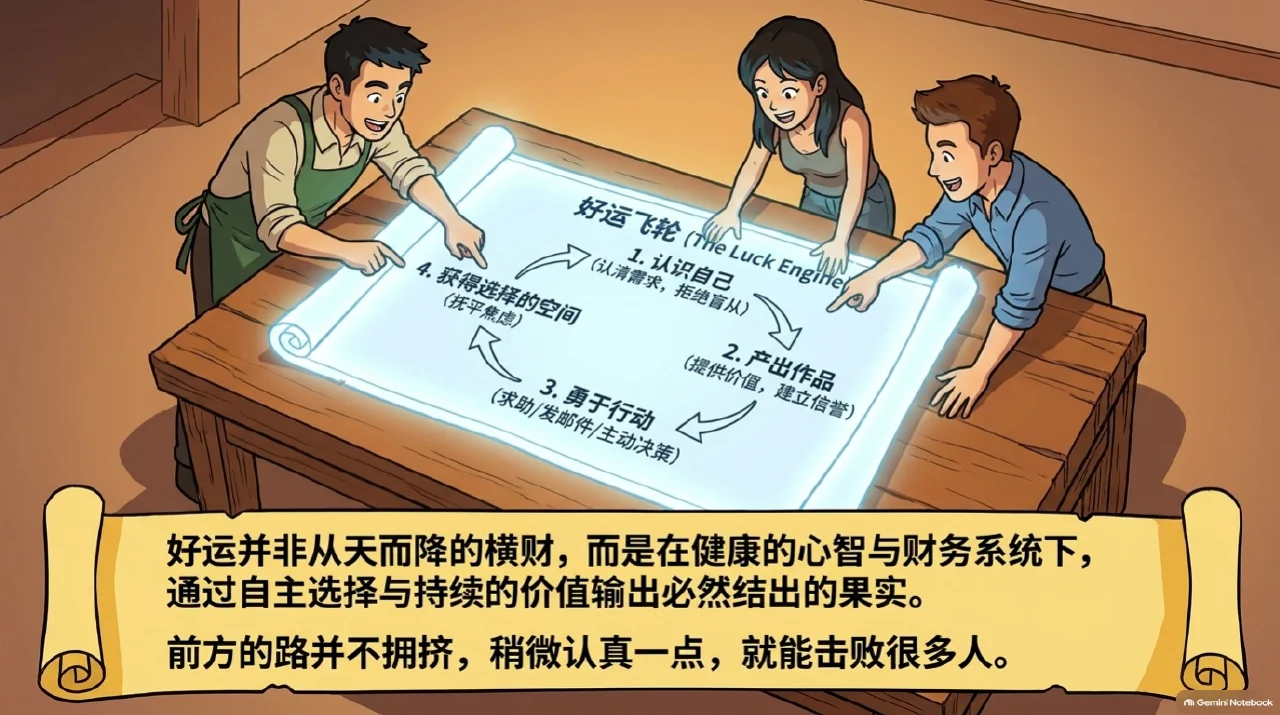 好运飞轮 (The Luck Engine)
1. 认识自己
(认清需求，拒绝盲从)
2. 产出作品
(提供价值，建立信誉)
3. 勇于行动
(求助/发邮件/主动决策)
4. 获得选择的空间
(抚平焦虑)
好运并非从天而降的横财，而是在健康的心智与财务系统下，
通过自主选择与持续的价值输出必然结出的果实。
前方的路并不拥挤，稍微认真一点，就能击败很多人。
Gemini Notebook